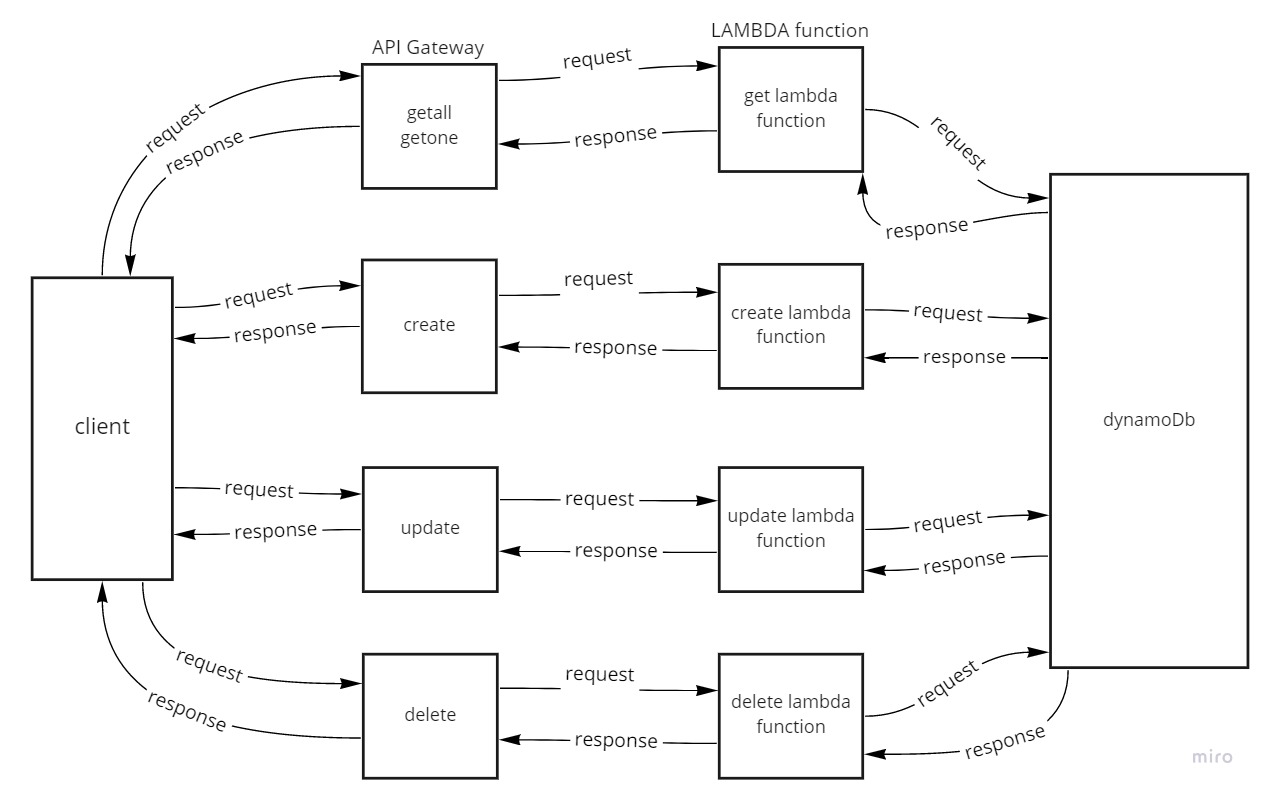 LAMBDA function
API Gateway
request
request
getall
getone
get lambda
function
request
response
response
request
response
client
request
response
create
request
response
create lambda
function
request
response
dynamoDb
request
response
update
request
response
update lambda
function
request
response
request
response
delete
request
response
delete lambda
function
request
response
miro